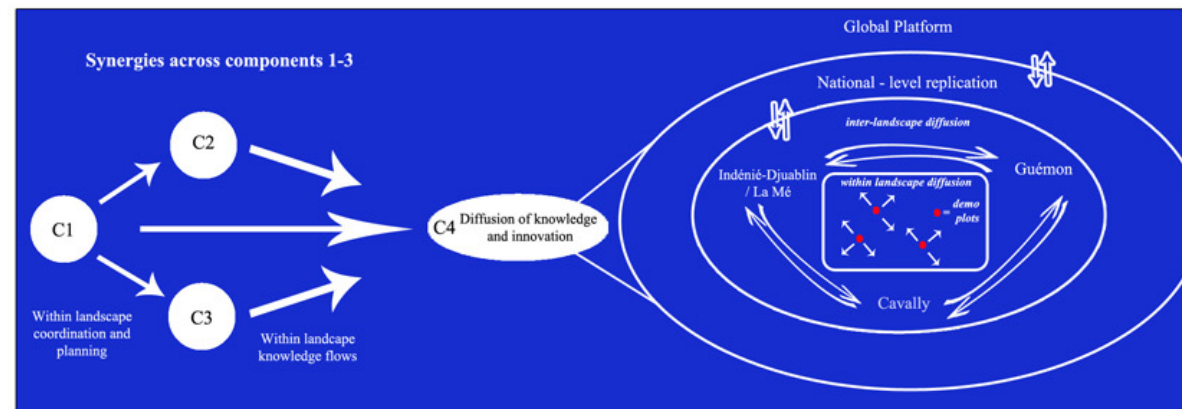 Synergies across components 1-3
C1
C2
C3
Within landscape
coordination and
planning
Within landcape
knowledge flows
C4
Diffusion of knowledge
and innovation
Global Platform
National - level replication
inter-landscape diffusion
Indénié-Djuablin
/ La Mé
Guémon
within landscape diffusion
= demo
plots
Cavally